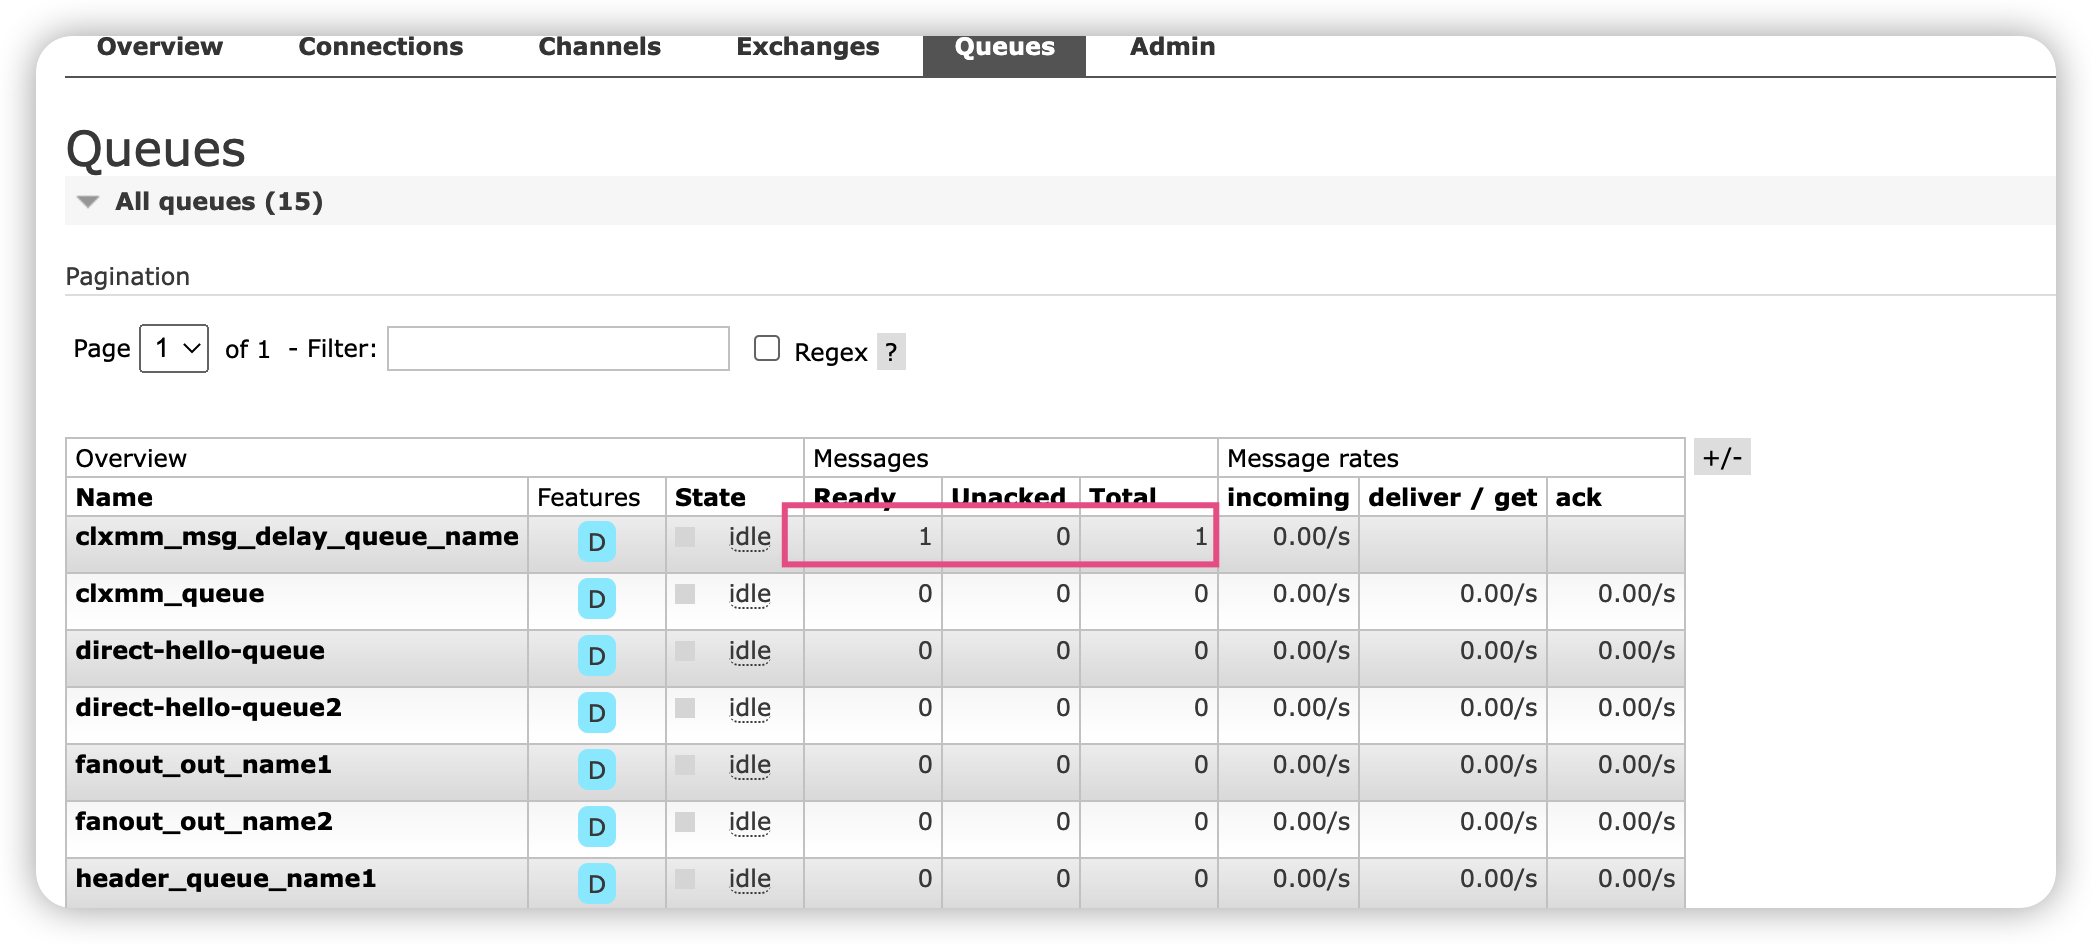 Overview Connections Channels Exchanges Queues Admin
Queues
All queues (15)
Pagination
Page 1 of 1 - Filter: Regex ?
Overview Messages Message rates +/-
Name Features State Ready Unacked Total incoming deliver / get ack
clxmm_msg_delay_queue_name D idle 1 0 1 0.00/s
clxmm_queue D idle 0 0 0 0.00/s 0.00/s 0.00/s
direct-hello-queue D idle 0 0 0 0.00/s 0.00/s 0.00/s
direct-hello-queue2 D idle 0 0 0 0.00/s 0.00/s 0.00/s
fanout_out_name1 D idle 0 0 0 0.00/s 0.00/s 0.00/s
fanout_out_name2 D idle 0 0 0 0.00/s 0.00/s 0.00/s
header_queue_name1 D idle 0 0 0 0.00/s 0.00/s 0.00/s